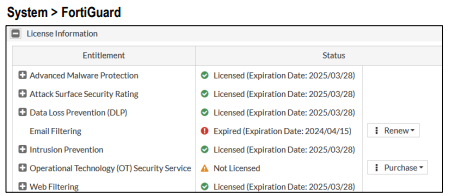 System > FortiGuard
License Information
Entitlement Status
Advanced Malware Protection Licensed (Expiration Date: 2025/03/28)
Attack Surface Security Rating Licensed (Expiration Date: 2025/03/28)
Data Loss Prevention (DLP) Licensed (Expiration Date: 2025/03/28)
Email Filtering Expired (Expiration Date: 2024/04/15) Renew
Intrusion Prevention Licensed (Expiration Date: 2025/03/28)
Operational Technology (OT) Security Service Not Licensed Purchase
Web Filtering Licensed (Expiration Date: 2025/03/28)